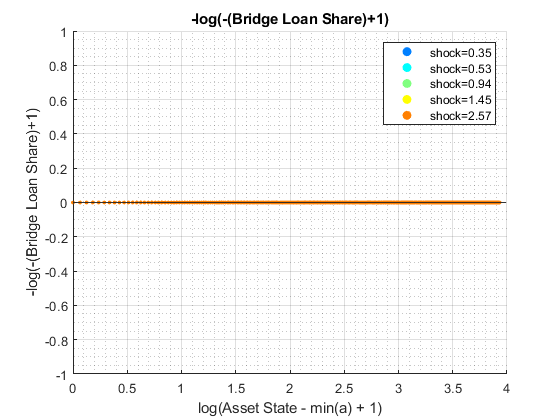 -log(-(Bridge Loan Share)+1)
1
0.8
0.6
0.4
0.2
0
-0.2
-0.4
-0.6
-0.8
-1
-log(-(Bridge Loan Share)+1)
shock=0.35
shock=0.53
shock=0.94
shock=1.45
shock=2.57
0 0.5 1 1.5 2 2.5 3 3.5 4
log(Asset State - min(a) + 1)